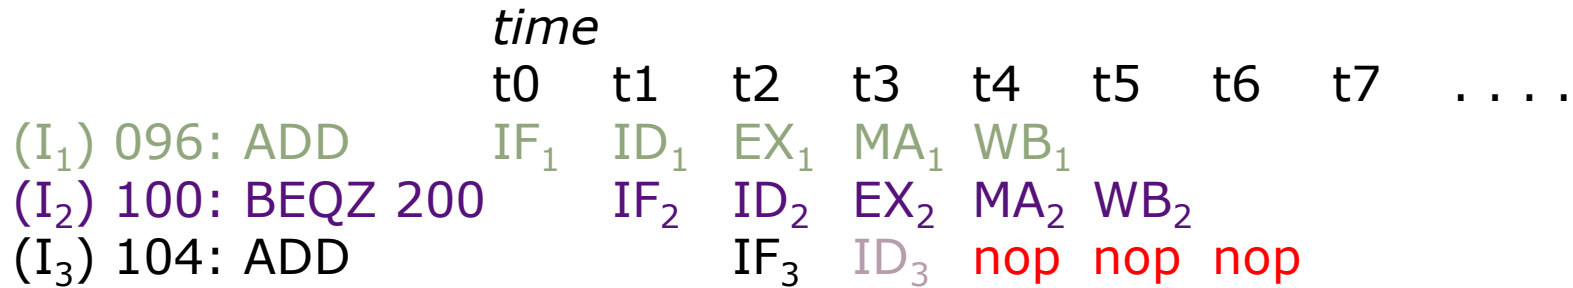 time
t0 t1 t2 t3 t4 t5 t6 t7 . . . .
(I₁) 096: ADD IF₁ ID₁ EX₁ MA₁ WB₁
(I₂) 100: BEQZ 200 IF₂ ID₂ EX₂ MA₂ WB₂
(I₃) 104: ADD IF₃ ID₃ nop nop nop